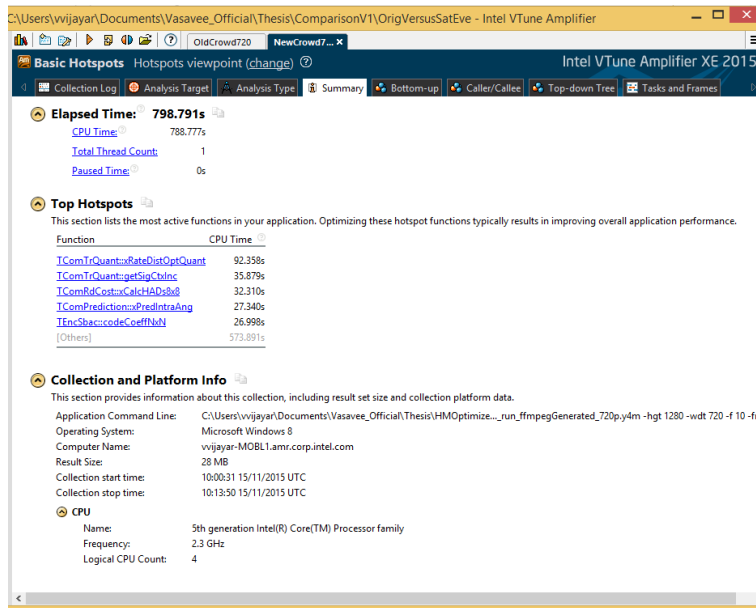 C:\Users\vvijayar\Documents\Vasavee_Official\Thesis\ComparisonV1\OrigVersusSatEve - Intel VTune Amplifier
OldCrowd720 NewCrowd7...
Basic Hotspots Hotspots viewpoint (change) Intel VTune Amplifier XE 2015
Collection Log Analysis Target Analysis Type Summary Bottom-up Caller/Callee Top-down Tree Tasks and Frames
Elapsed Time: 798.791s
CPU Time: 788.777s
Total Thread Count: 1
Paused Time: 0s
Top Hotspots
This section lists the most active functions in your application. Optimizing these hotspot functions typically results in improving overall application performance.
Function CPU Time
TComTrQuant::xRateDistOptQuant 92.358s
TComTrQuant::getSigCtxInc 35.879s
TComRdCost::xCalcHADs8x8 32.310s
TComPrediction::xPredIntraAng 27.340s
TEncSbac::codeCoeffNxN 26.998s
[Others] 573.891s
Collection and Platform Info
This section provides information about this collection, including result set size and collection platform data.
Application Command Line: C:\Users\vvijayar\Documents\Vasavee_Official\Thesis\HMOptimize..._run_ffmpegGenerated_720p.y4m -hgt 1280 -wdt 720 -f 10 -fr
Operating System: Microsoft Windows 8
Computer Name: vvijayar-MOBL1.amr.corp.intel.com
Result Size: 28 MB
Collection start time: 10:00:31 15/11/2015 UTC
Collection stop time: 10:13:50 15/11/2015 UTC
CPU
Name: 5th generation Intel(R) Core(TM) Processor family
Frequency: 2.3 GHz
Logical CPU Count: 4